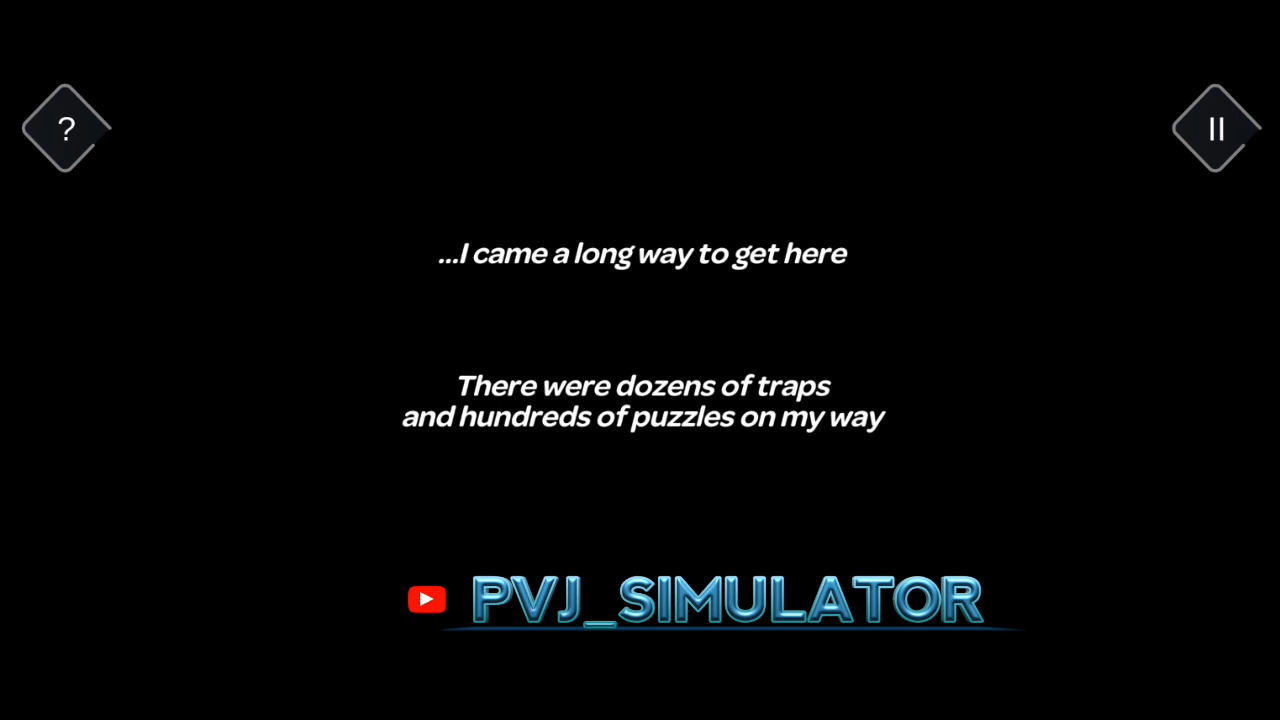 ?
II
...I came a long way to get here
There were dozens of traps
and hundreds of puzzles on my way
PVJ_SIMULATOR